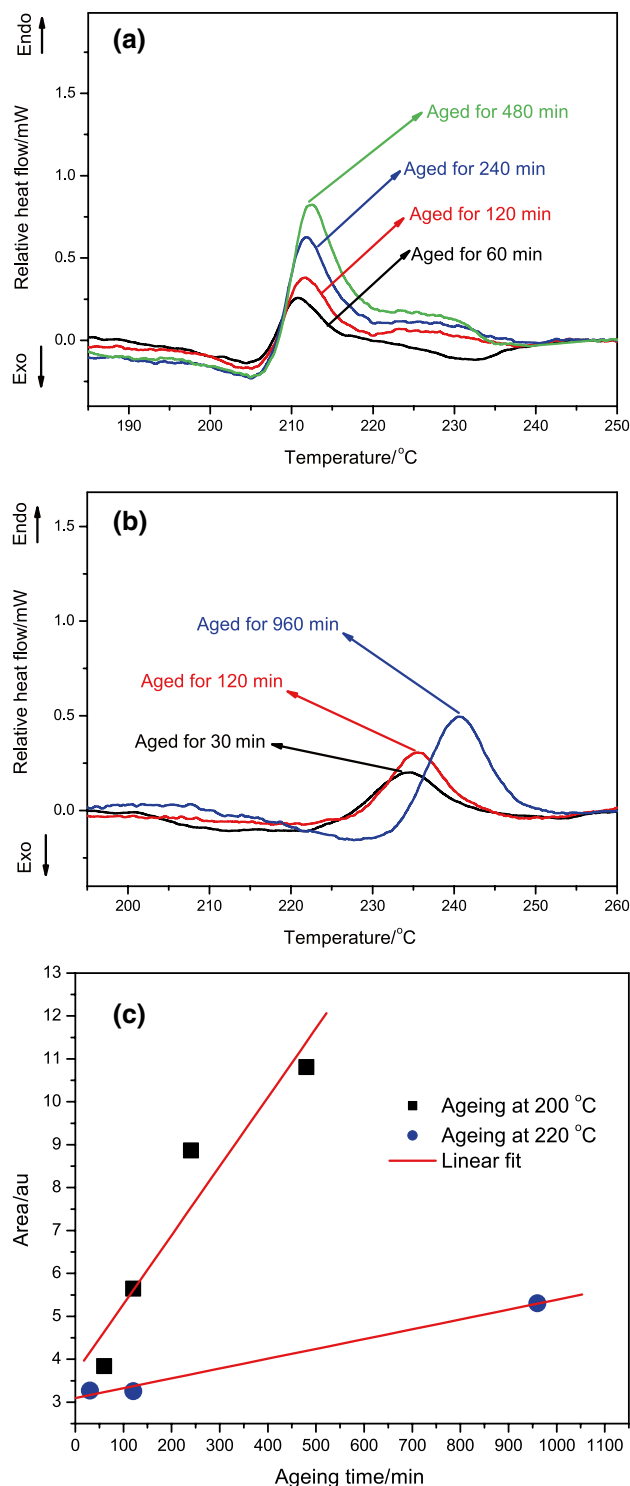 (a)
Endo
Relative heat flow/mW
Exo
1.5
1.0
0.5
0.0
Aged for 480 min
Aged for 240 min
Aged for 120 min
Aged for 60 min
190 200 210 220 230 240 250
Temperature/°C
(b)
Endo
Relative heat flow/mW
Exo
1.5
1.0
0.5
0.0
Aged for 960 min
Aged for 120 min
Aged for 30 min
200 210 220 230 240 250 260
Temperature/°C
(c)
Area/au
13
12
11
10
9
8
7
6
5
4
3
Ageing at 200 °C
Ageing at 220 °C
Linear fit
0 100 200 300 400 500 600 700 800 900 1000 1100
Ageing time/min